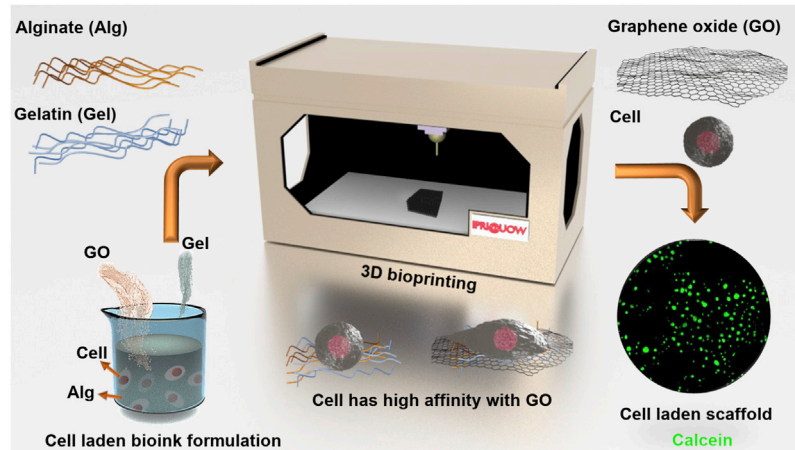 Alginate (Alg)
Gelatin (Gel)
Graphene oxide (GO)
Cell
IPRI@UOW
3D bioprinting
GO
Gel
Cell
Alg
Cell laden bioink formulation
Cell has high affinity with GO
Cell laden scaffold
Calcein